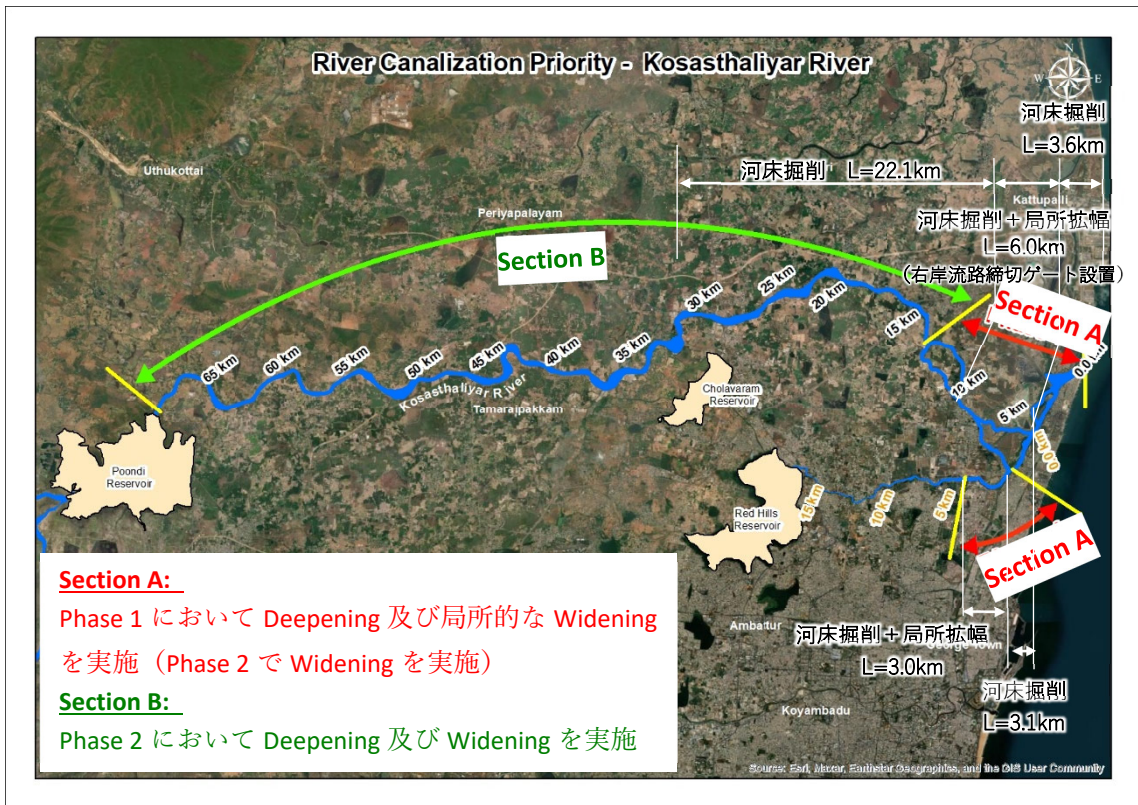 River Canalization Priority - Kosasthaliyar River
N
W E
S
河床掘削
L=3.6km
Uthukottai
河床掘削 L=22.1km
Kattupalli
Periyapalayam
河床掘削＋局所拡幅
L=6.0km
（右岸流路締切ゲート設置）
Section B
Section A
65 km
60 km
55 km
50 km
45 km
40 km
35 km
30 km
25 km
20 km
15 km
10 km
5 km
0.0 km
Kosasthaliyar River
Tamaraipakkam
Cholavaram
Reservoir
Poondi
Reservoir
Red Hills
Reservoir
15 km
10 km
5 km
0.0 km
Section A
Section A:
Phase 1 において Deepening 及び局所的な Widening
を実施（Phase 2 で Widening を実施）
Section B:
Phase 2 において Deepening 及び Widening を実施
Ambattur
河床掘削＋局所拡幅
George Town
L=3.0km
河床掘削
L=3.1km
Koyambadu
Source: Esri, Maxar, Earthstar Geographics, and the GIS User Community